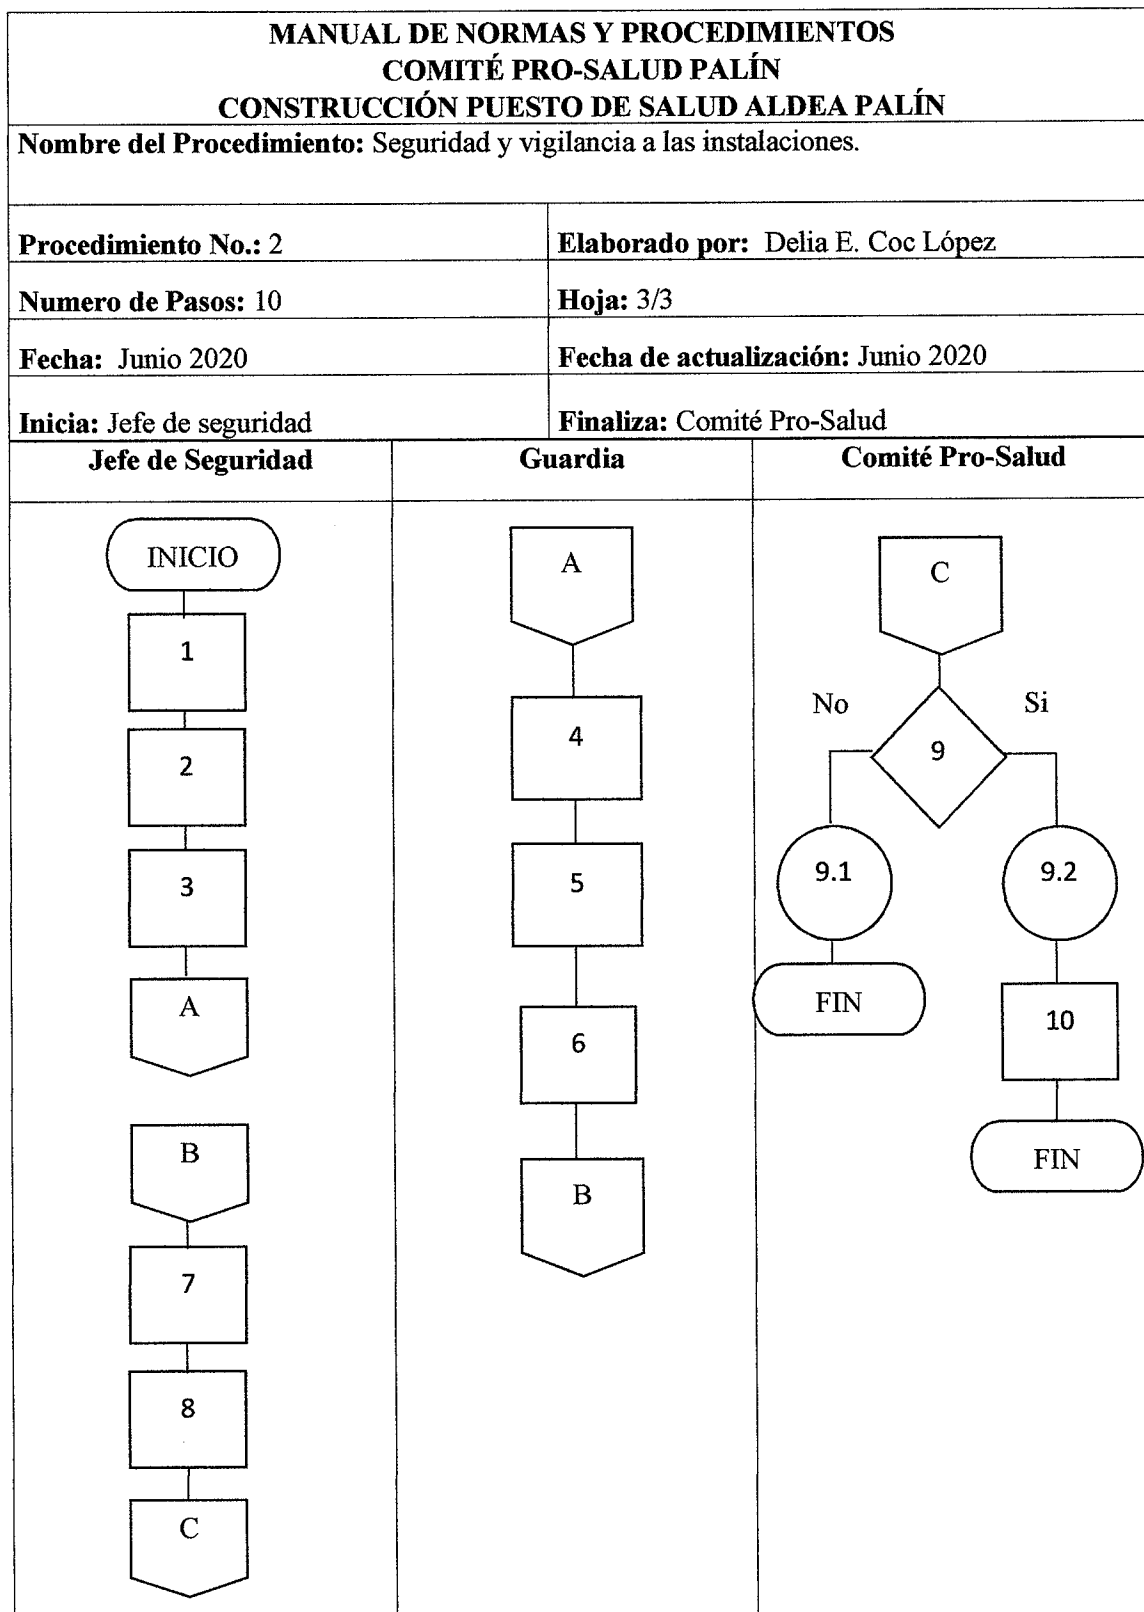 MANUAL DE NORMAS Y PROCEDIMIENTOS
COMITÉ PRO-SALUD PALÍN
CONSTRUCCIÓN PUESTO DE SALUD ALDEA PALÍN
Nombre del Procedimiento: Seguridad y vigilancia a las instalaciones.
Procedimiento No.: 2
Elaborado por: Delia E. Coc López
Numero de Pasos: 10
Hoja: 3/3
Fecha: Junio 2020
Fecha de actualización: Junio 2020
Inicia: Jefe de seguridad
Finaliza: Comité Pro-Salud
Jefe de Seguridad
Guardia
Comité Pro-Salud
INICIO
1
2
3
A
B
7
8
C
A
4
5
6
B
C
No
Si
9
9.1
9.2
FIN
10
FIN